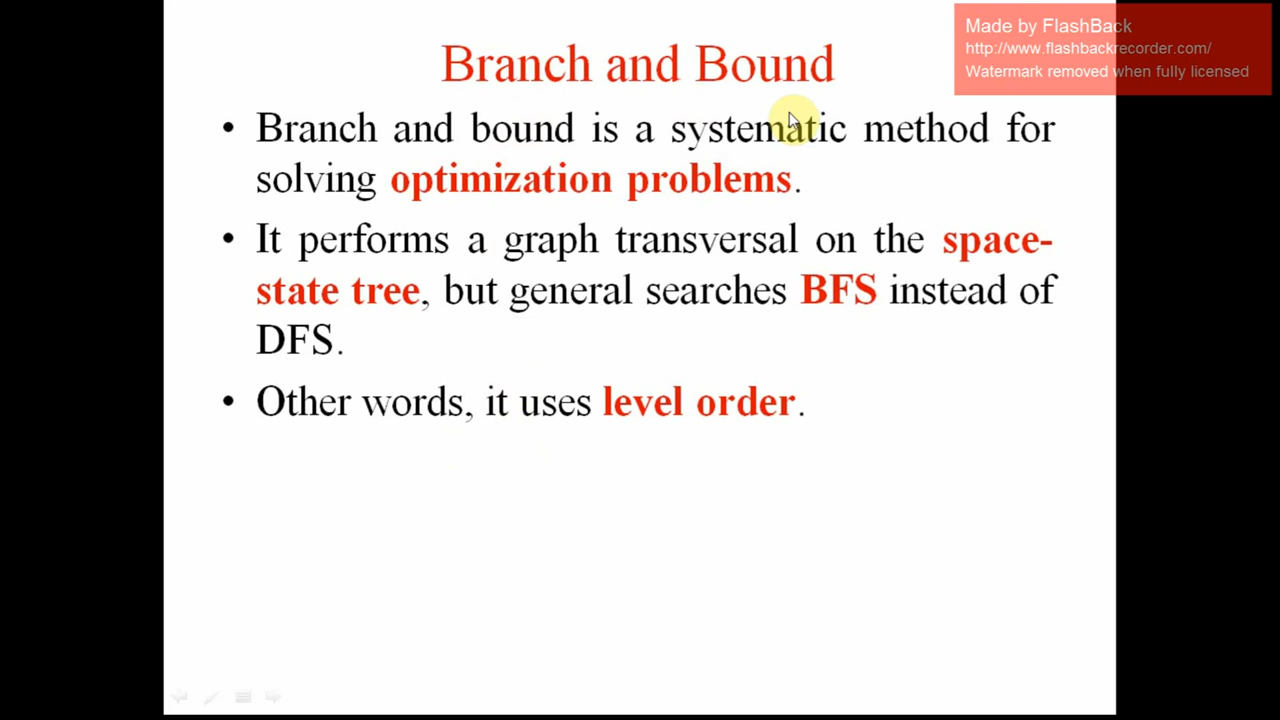 Made by FlashBack
http://www.flashbackrecorder.com/
Watermark removed when fully licensed
Branch and Bound
• Branch and bound is a systematic method for
solving optimization problems.
• It performs a graph transversal on the space-
state tree, but general searches BFS instead of
DFS.
• Other words, it uses level order.